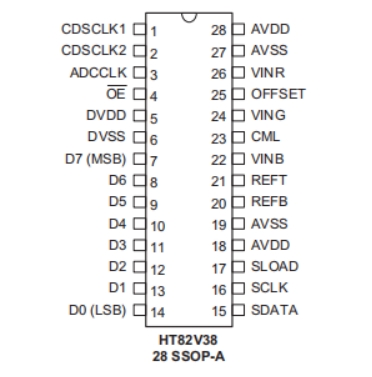 CDSCLK1 1 28 AVDD
CDSCLK2 2 27 AVSS
ADCCLK 3 26 VINR
OE 4 25 OFFSET
DVDD 5 24 VING
DVSS 6 23 CML
D7 (MSB) 7 22 VINB
D6 8 21 REFT
D5 9 20 REFB
D4 10 19 AVSS
D3 11 18 AVDD
D2 12 17 SLOAD
D1 13 16 SCLK
D0 (LSB) 14 15 SDATA
HT82V38
28 SSOP-A